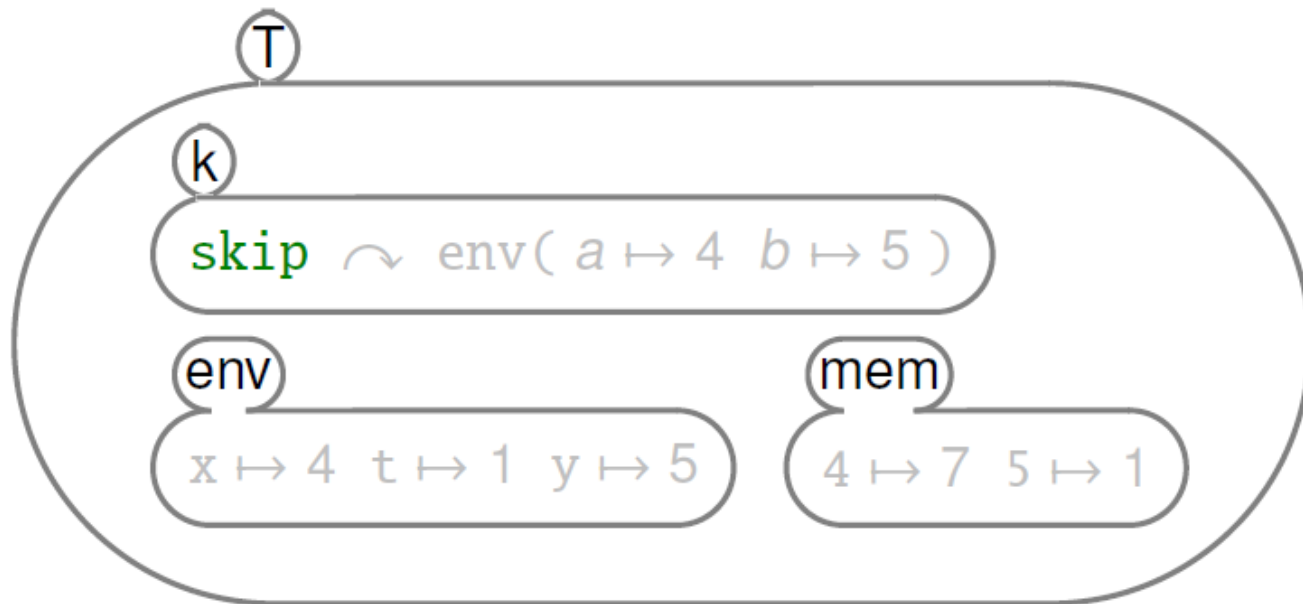 T
k
skip ↷ env( a ↦ 4 b ↦ 5 )
env mem
x ↦ 4 t ↦ 1 y ↦ 5 4 ↦ 7 5 ↦ 1